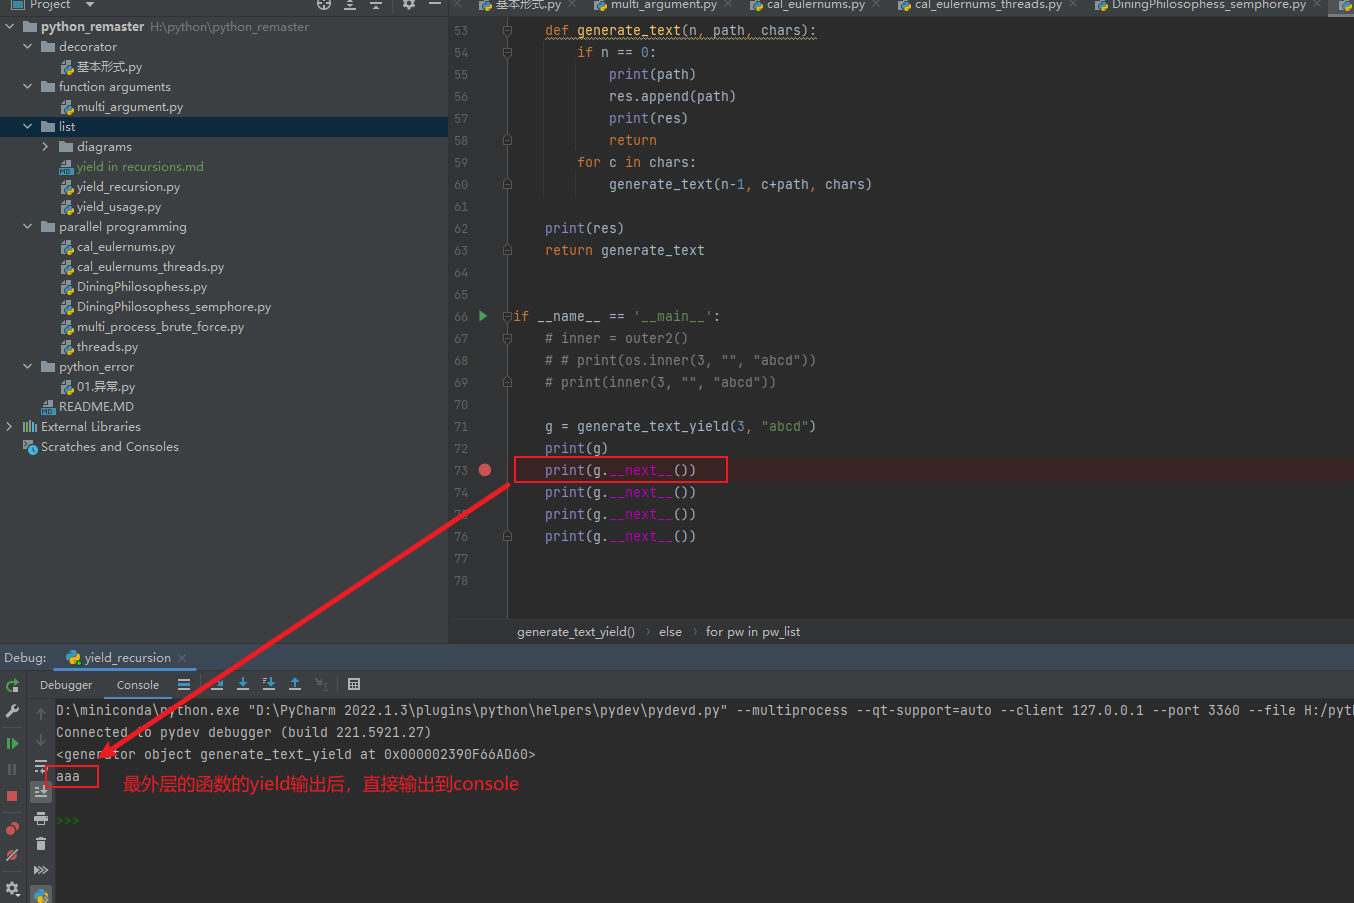 Project
基本形式.py
multi_argument.py
cal_eulernums.py
cal_eulernums_threads.py
DiningPhilosophess_semphore.py
python_remaster H:\python\python_remaster
decorator
基本形式.py
function arguments
multi_argument.py
list
diagrams
yield in recursions.md
yield_recursion.py
yield_usage.py
parallel programming
cal_eulernums.py
cal_eulernums_threads.py
DiningPhilosophess.py
DiningPhilosophess_semphore.py
multi_process_brute_force.py
threads.py
python_error
01.异常.py
README.MD
External Libraries
Scratches and Consoles
53 def generate_text(n, path, chars):
54 if n == 0:
55 print(path)
56 res.append(path)
57 print(res)
58 return
59 for c in chars:
60 generate_text(n-1, c+path, chars)
61
62 print(res)
63 return generate_text
64
65
66 if __name__ == '__main__':
67 # inner = outer2()
68 # # print(os.inner(3, "", "abcd"))
69 # print(inner(3, "", "abcd"))
70
71 g = generate_text_yield(3, "abcd")
72 print(g)
73 print(g.__next__())
74 print(g.__next__())
75 print(g.__next__())
76 print(g.__next__())
77
78
generate_text_yield() › else › for pw in pw_list
Debug: yield_recursion
Debugger Console
D:\miniconda\python.exe "D:\PyCharm 2022.1.3\plugins\python\helpers\pydev\pydevd.py" --multiprocess --qt-support=auto --client 127.0.0.1 --port 3360 --file H:/pyth
Connected to pydev debugger (build 221.5921.27)
<generator object generate_text_yield at 0x000002390F66AD60>
aaa
最外层的函数的yield输出后，直接输出到console
>>>